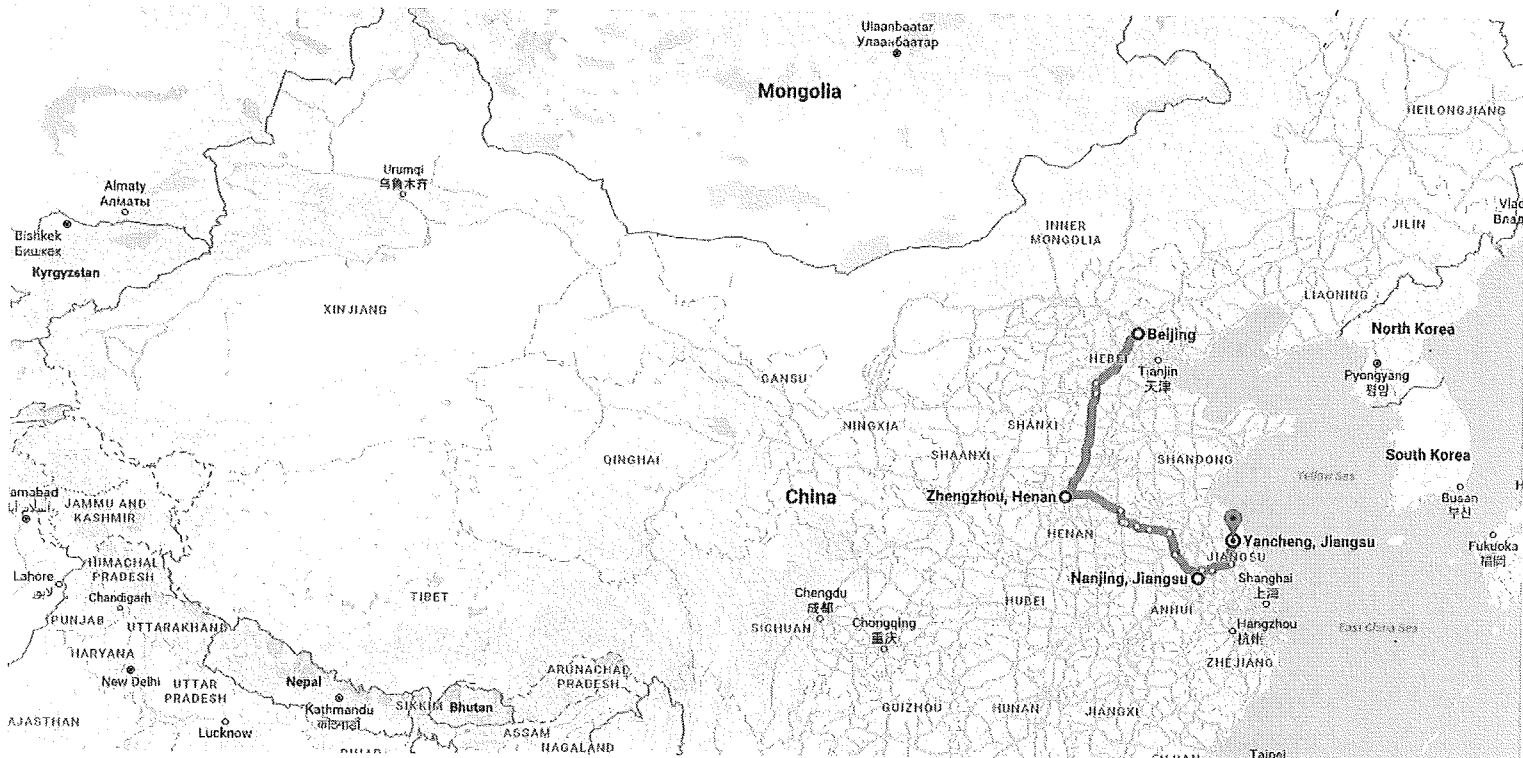 Ulaanbaatar
Улаанбаатар
Mongolia
HEILONGJIANG
Urumqi
乌鲁木齐
Almaty
Алматы
Bishkek
Бишкек
Kyrgyzstan
INNER
MONGOLIA
JILIN
XINJIANG
LIAONING
North Korea
Beijing
HEBEI
Tianjin
天津
Pyongyang
평양
GANSU
NINGXIA
SHANXI
SHAANXI
SHANDONG
QINGHAI
South Korea
Yellow Sea
China
Zhengzhou, Henan
Busan
부산
JAMMU AND
KASHMIR
HENAN
Yancheng, Jiangsu
JIANGSU
Fukuoka
福岡
HIMACHAL
PRADESH
Lahore
لاہور
Chandigarh
PUNJAB
UTTARAKHAND
TIBET
Nanjing, Jiangsu
Shanghai
上海
Chengdu
成都
HUBEI
ANHUI
SICHUAN
Chongqing
重庆
Hangzhou
杭州
East China Sea
ZHEJIANG
HARYANA
New Delhi
UTTAR
PRADESH
Nepal
Kathmandu
काठमाडौं
SIKKIM
Bhutan
ARUNACHAL
PRADESH
GUIZHOU
HUNAN
JIANGXI
AJASTHAN
Lucknow
ASSAM
NAGALAND
Taipei